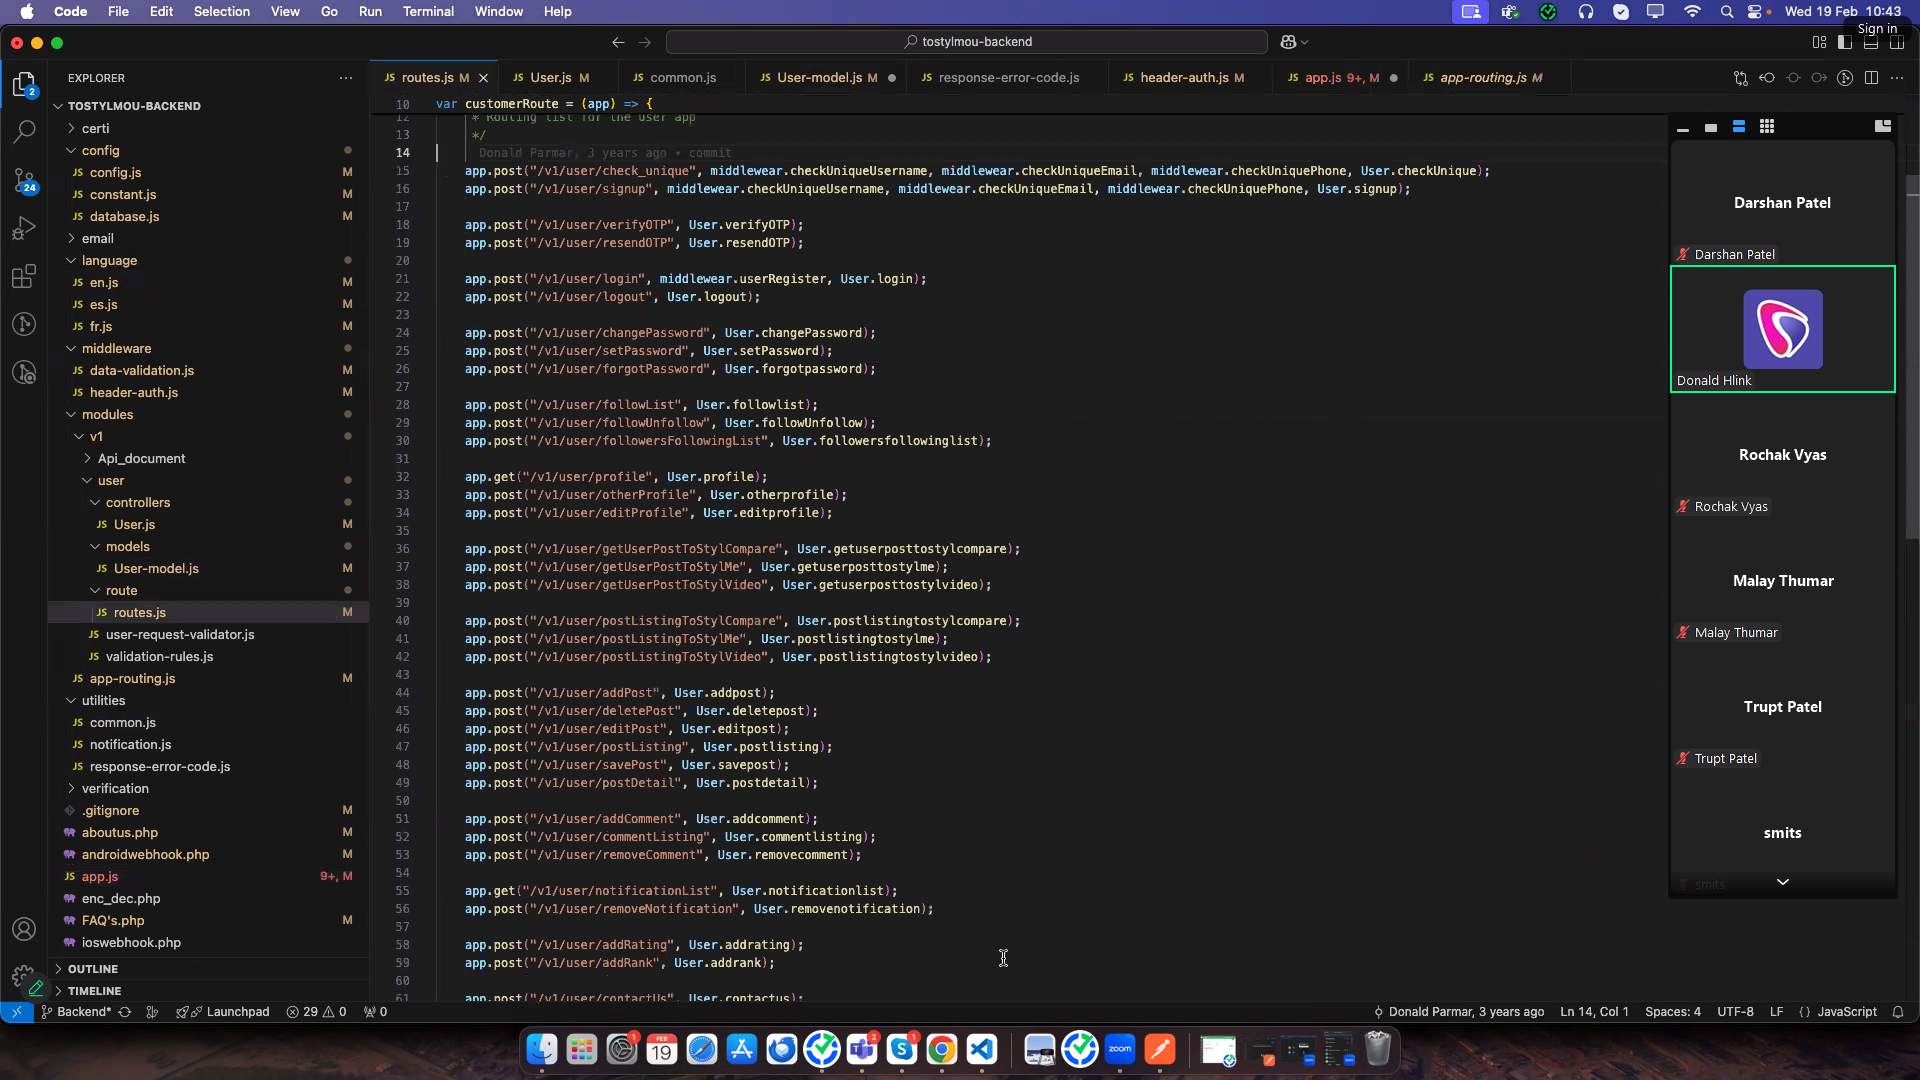 Code File Edit Selection View Go Run Terminal Window Help Wed 19 Feb 10:43
Sign in
tostylmou-backend
EXPLORER
routes.js M
User.js M
common.js
User-model.js M
response-error-code.js
header-auth.js M
app.js 9+, M
app-routing.js M
TOSTYLMOU-BACKEND
certi
config
config.js M
constant.js M
database.js M
email
language
en.js M
es.js M
fr.js M
middleware
data-validation.js M
header-auth.js M
modules
v1
Api_document
user
controllers
User.js M
models
User-model.js M
route
routes.js M
user-request-validator.js
validation-rules.js
app-routing.js M
utilities
common.js
notification.js
response-error-code.js
verification
.gitignore M
aboutus.php M
androidwebhook.php M
app.js 9+, M
enc_dec.php
FAQ's.php M
ioswebhook.php
OUTLINE
TIMELINE
2
24
10 var customerRoute = (app) => {
12 * Routing list for the user app
13 */
14 Donald Parmar, 3 years ago • commit
15 app.post("/v1/user/check_unique", middlewear.checkUniqueUsername, middlewear.checkUniqueEmail, middlewear.checkUniquePhone, User.checkUnique);
16 app.post("/v1/user/signup", middlewear.checkUniqueUsername, middlewear.checkUniqueEmail, middlewear.checkUniquePhone, User.signup);
17
18 app.post("/v1/user/verifyOTP", User.verifyOTP);
19 app.post("/v1/user/resendOTP", User.resendOTP);
20
21 app.post("/v1/user/login", middlewear.userRegister, User.login);
22 app.post("/v1/user/logout", User.logout);
23
24 app.post("/v1/user/changePassword", User.changePassword);
25 app.post("/v1/user/setPassword", User.setPassword);
26 app.post("/v1/user/forgotPassword", User.forgotpassword);
27
28 app.post("/v1/user/followList", User.followlist);
29 app.post("/v1/user/followUnfollow", User.followUnfollow);
30 app.post("/v1/user/followersFollowingList", User.followersfollowinglist);
31
32 app.get("/v1/user/profile", User.profile);
33 app.post("/v1/user/otherProfile", User.otherprofile);
34 app.post("/v1/user/editProfile", User.editprofile);
35
36 app.post("/v1/user/getUserPostToStylCompare", User.getuserposttostylcompare);
37 app.post("/v1/user/getUserPostToStylMe", User.getuserposttostylme);
38 app.post("/v1/user/getUserPostToStylVideo", User.getuserposttostylvideo);
39
40 app.post("/v1/user/postListingToStylCompare", User.postlistingtostylcompare);
41 app.post("/v1/user/postListingToStylMe", User.postlistingtostylme);
42 app.post("/v1/user/postListingToStylVideo", User.postlistingtostylvideo);
43
44 app.post("/v1/user/addPost", User.addpost);
45 app.post("/v1/user/deletePost", User.deletepost);
46 app.post("/v1/user/editPost", User.editpost);
47 app.post("/v1/user/postListing", User.postlisting);
48 app.post("/v1/user/savePost", User.savepost);
49 app.post("/v1/user/postDetail", User.postdetail);
50
51 app.post("/v1/user/addComment", User.addcomment);
52 app.post("/v1/user/commentListing", User.commentlisting);
53 app.post("/v1/user/removeComment", User.removecomment);
54
55 app.get("/v1/user/notificationList", User.notificationlist);
56 app.post("/v1/user/removeNotification", User.removenotification);
57
58 app.post("/v1/user/addRating", User.addrating);
59 app.post("/v1/user/addRank", User.addrank);
60
61 app.post("/v1/user/contactUs", User.contactus);
Darshan Patel
Darshan Patel
Donald Hlink
Rochak Vyas
Rochak Vyas
Malay Thumar
Malay Thumar
Trupt Patel
Trupt Patel
smits
smits
Backend* Launchpad 29 0 0 Donald Parmar, 3 years ago Ln 14, Col 1 Spaces: 4 UTF-8 LF {} JavaScript
1
FEB
19
2
1
zoom